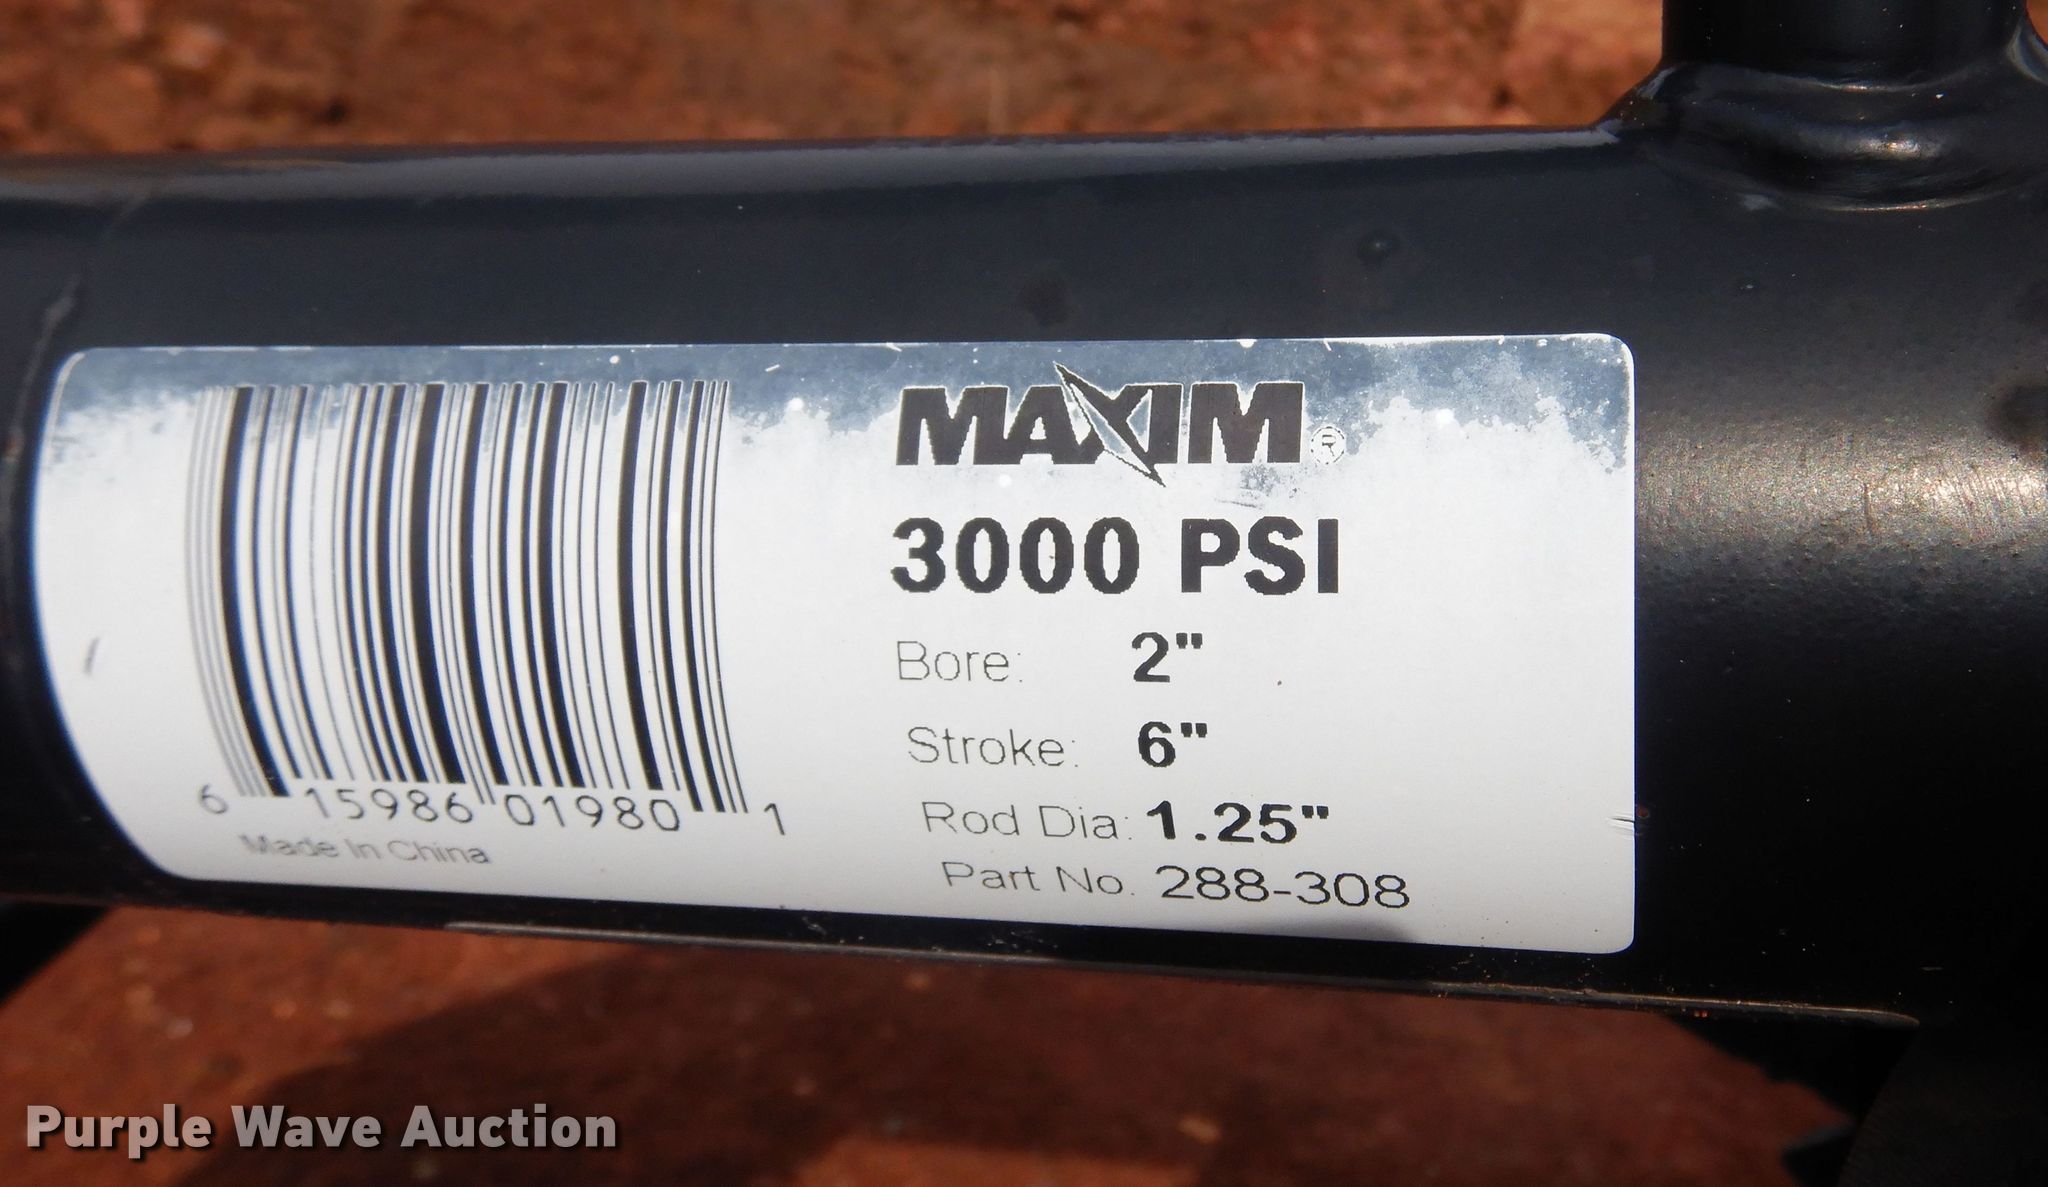 MAXIM®
3000 PSI
Bore: 2"
Stroke: 6"
Rod Dia: 1.25"
Part No. 288-308
6 15986 01980 1
Made In China
Purple Wave Auction